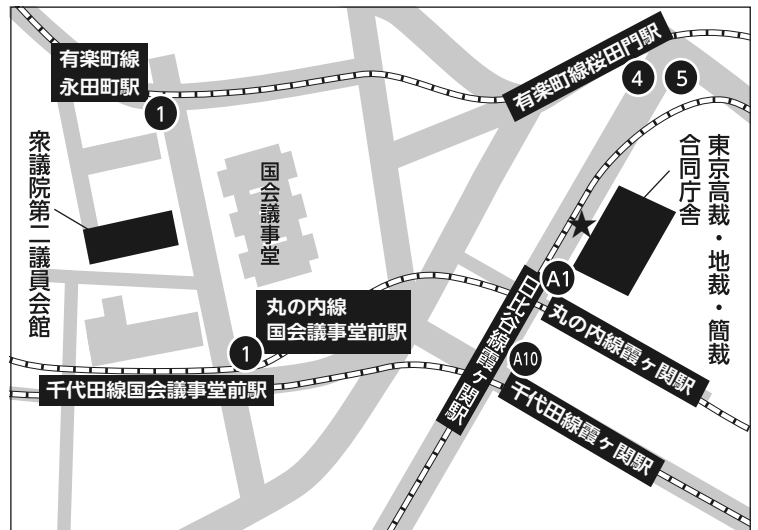 有楽町線
永田町駅
1
有楽町線桜田門駅
4
5
衆議院第二議員会館
国会議事堂
東京高裁・地裁・簡裁
合同庁舎
A1
丸の内線
国会議事堂前駅
1
丸の内線霞ヶ関駅
日比谷線霞ヶ関駅
A10
千代田線国会議事堂前駅
千代田線霞ヶ関駅